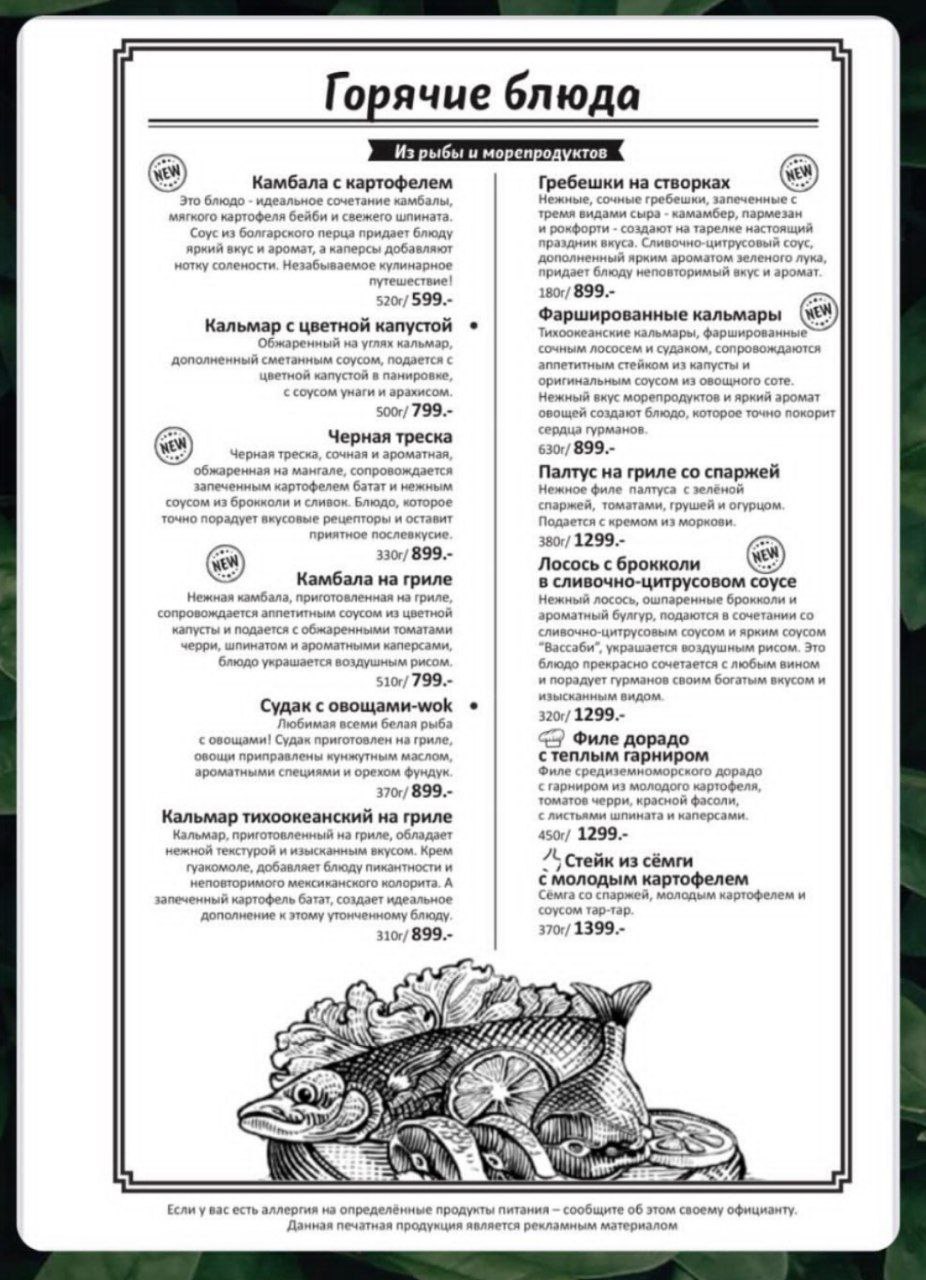 Горячие блюда
Из рыбы и морепродуктов
NEW
Камбала с картофелем
Это блюдо - идеальное сочетание камбалы,
мягкого картофеля бейби и свежего шпината.
Соус из болгарского перца придает блюду
яркий вкус и аромат, а каперсы добавляют
нотку солености. Незабываемое кулинарное
путешествие!
520г/ 599.-
Кальмар с цветной капустой •
Обжаренный на углях кальмар,
дополненный сметанным соусом, подается с
цветной капустой в панировке,
с соусом унаги и арахисом.
500г/ 799.-
NEW
Черная треска
Черная треска, сочная и ароматная,
обжаренная на мангале, сопровождается
запеченным картофелем батат и нежным
соусом из брокколи и сливок. Блюдо, которое
точно порадует вкусовые рецепторы и оставит
приятное послевкусие.
330г/ 899.-
NEW
Камбала на гриле
Нежная камбала, приготовленная на гриле,
сопровождается аппетитным соусом из цветной
капусты и подается с обжаренными томатами
черри, шпинатом и ароматными каперсами,
блюдо украшается воздушным рисом.
510г/ 799.-
Судак с овощами-wok •
Любимая всеми белая рыба
с овощами! Судак приготовлен на гриле,
овощи приправлены кунжутным маслом,
ароматными специями и орехом фундук.
370г/ 899.-
Кальмар тихоокеанский на гриле
Кальмар, приготовленный на гриле, обладает
нежной текстурой и изысканным вкусом. Крем
гуакомоле, добавляет блюду пикантности и
неповторимого мексиканского колорита. А
запеченный картофель батат, создает идеальное
дополнение к этому утонченному блюду.
310г/ 899.-
NEW
Гребешки на створках
Нежные, сочные гребешки, запеченные с
тремя видами сыра - камамбер, пармезан
и рокфорти - создают на тарелке настоящий
праздник вкуса. Сливочно-цитрусовый соус,
дополненный ярким ароматом зеленого лука,
придает блюду неповторимый вкус и аромат.
180г/ 899.-
NEW
Фаршированные кальмары
Тихоокеанские кальмары, фаршированные
сочным лососем и судаком, сопровождаются
аппетитным стейком из капусты и
оригинальным соусом из овощного соте.
Нежный вкус морепродуктов и яркий аромат
овощей создают блюдо, которое точно покорит
сердца гурманов.
630г/ 899.-
Палтус на гриле со спаржей
Нежное филе палтуса с зелёной
спаржей, томатами, грушей и огурцом.
Подается с кремом из моркови.
380г/ 1299.-
NEW
Лосось с брокколи
в сливочно-цитрусовом соусе
Нежный лосось, ошпаренные брокколи и
ароматный булгур, подаются в сочетании со
сливочно-цитрусовым соусом и ярким соусом
“Вассаби”, украшается воздушным рисом. Это
блюдо прекрасно сочетается с любым вином
и порадует гурманов своим богатым вкусом и
изысканным видом.
320г/ 1299.-
Филе дорадо
с теплым гарниром
Филе средиземноморского дорадо
с гарниром из молодого картофеля,
томатов черри, красной фасоли,
с листьями шпината и каперсами.
450г/ 1299.-
Стейк из сёмги
с молодым картофелем
Сёмга со спаржей, молодым картофелем и
соусом тар-тар.
370г/ 1399.-
Если у вас есть аллергия на определённые продукты питания – сообщите об этом своему официанту.
Данная печатная продукция является рекламным материалом